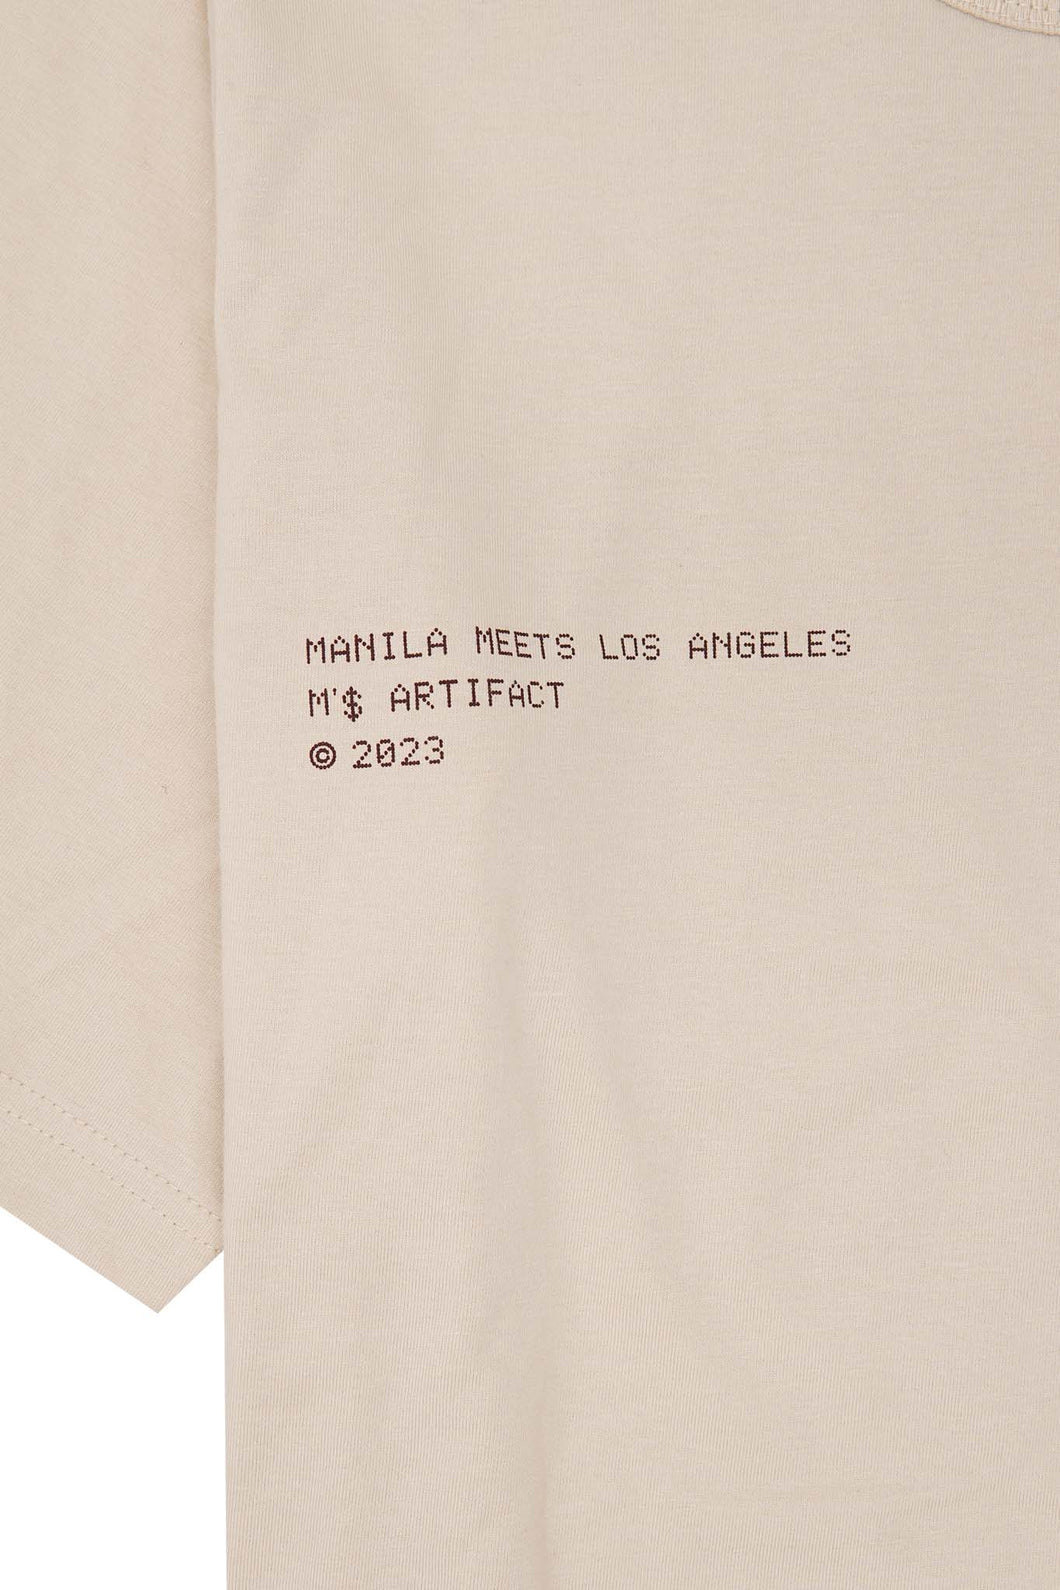 MANILA MEETS LOS ANGELES
M'$ ARTIFACT
© 2023